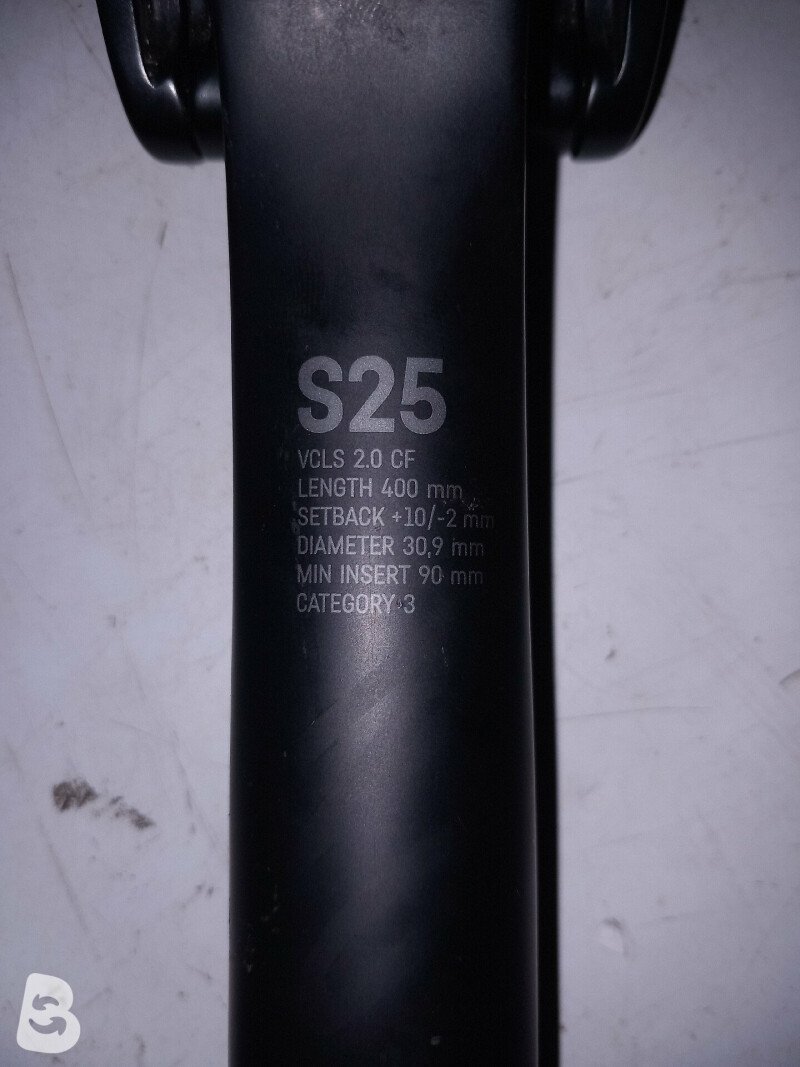 S25
VCLS 2.0 CF
LENGTH 400 mm
SETBACK +10/-2 mm
DIAMETER 30,9 mm
MIN INSERT 90 mm
CATEGORY 3